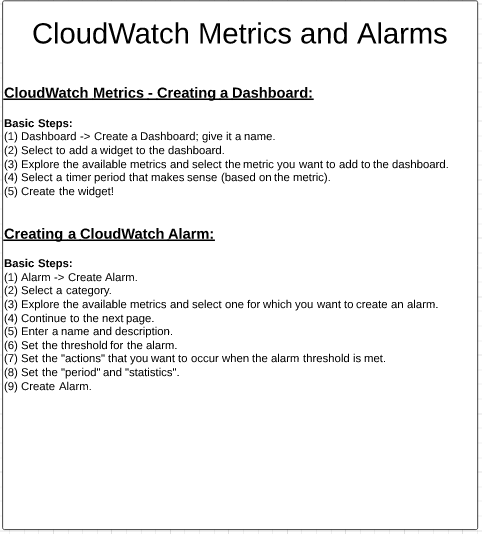 CloudWatch Metrics and Alarms
CloudWatch Metrics - Creating a Dashboard:
Basic Steps:
(1) Dashboard -> Create a Dashboard; give it a name.
(2) Select to add a widget to the dashboard.
(3) Explore the available metrics and select the metric you want to add to the dashboard.
(4) Select a timer period that makes sense (based on the metric).
(5) Create the widget!
Creating a CloudWatch Alarm:
Basic Steps:
(1) Alarm -> Create Alarm.
(2) Select a category.
(3) Explore the available metrics and select one for which you want to create an alarm.
(4) Continue to the next page.
(5) Enter a name and description.
(6) Set the threshold for the alarm.
(7) Set the "actions" that you want to occur when the alarm threshold is met.
(8) Set the "period" and "statistics".
(9) Create Alarm.